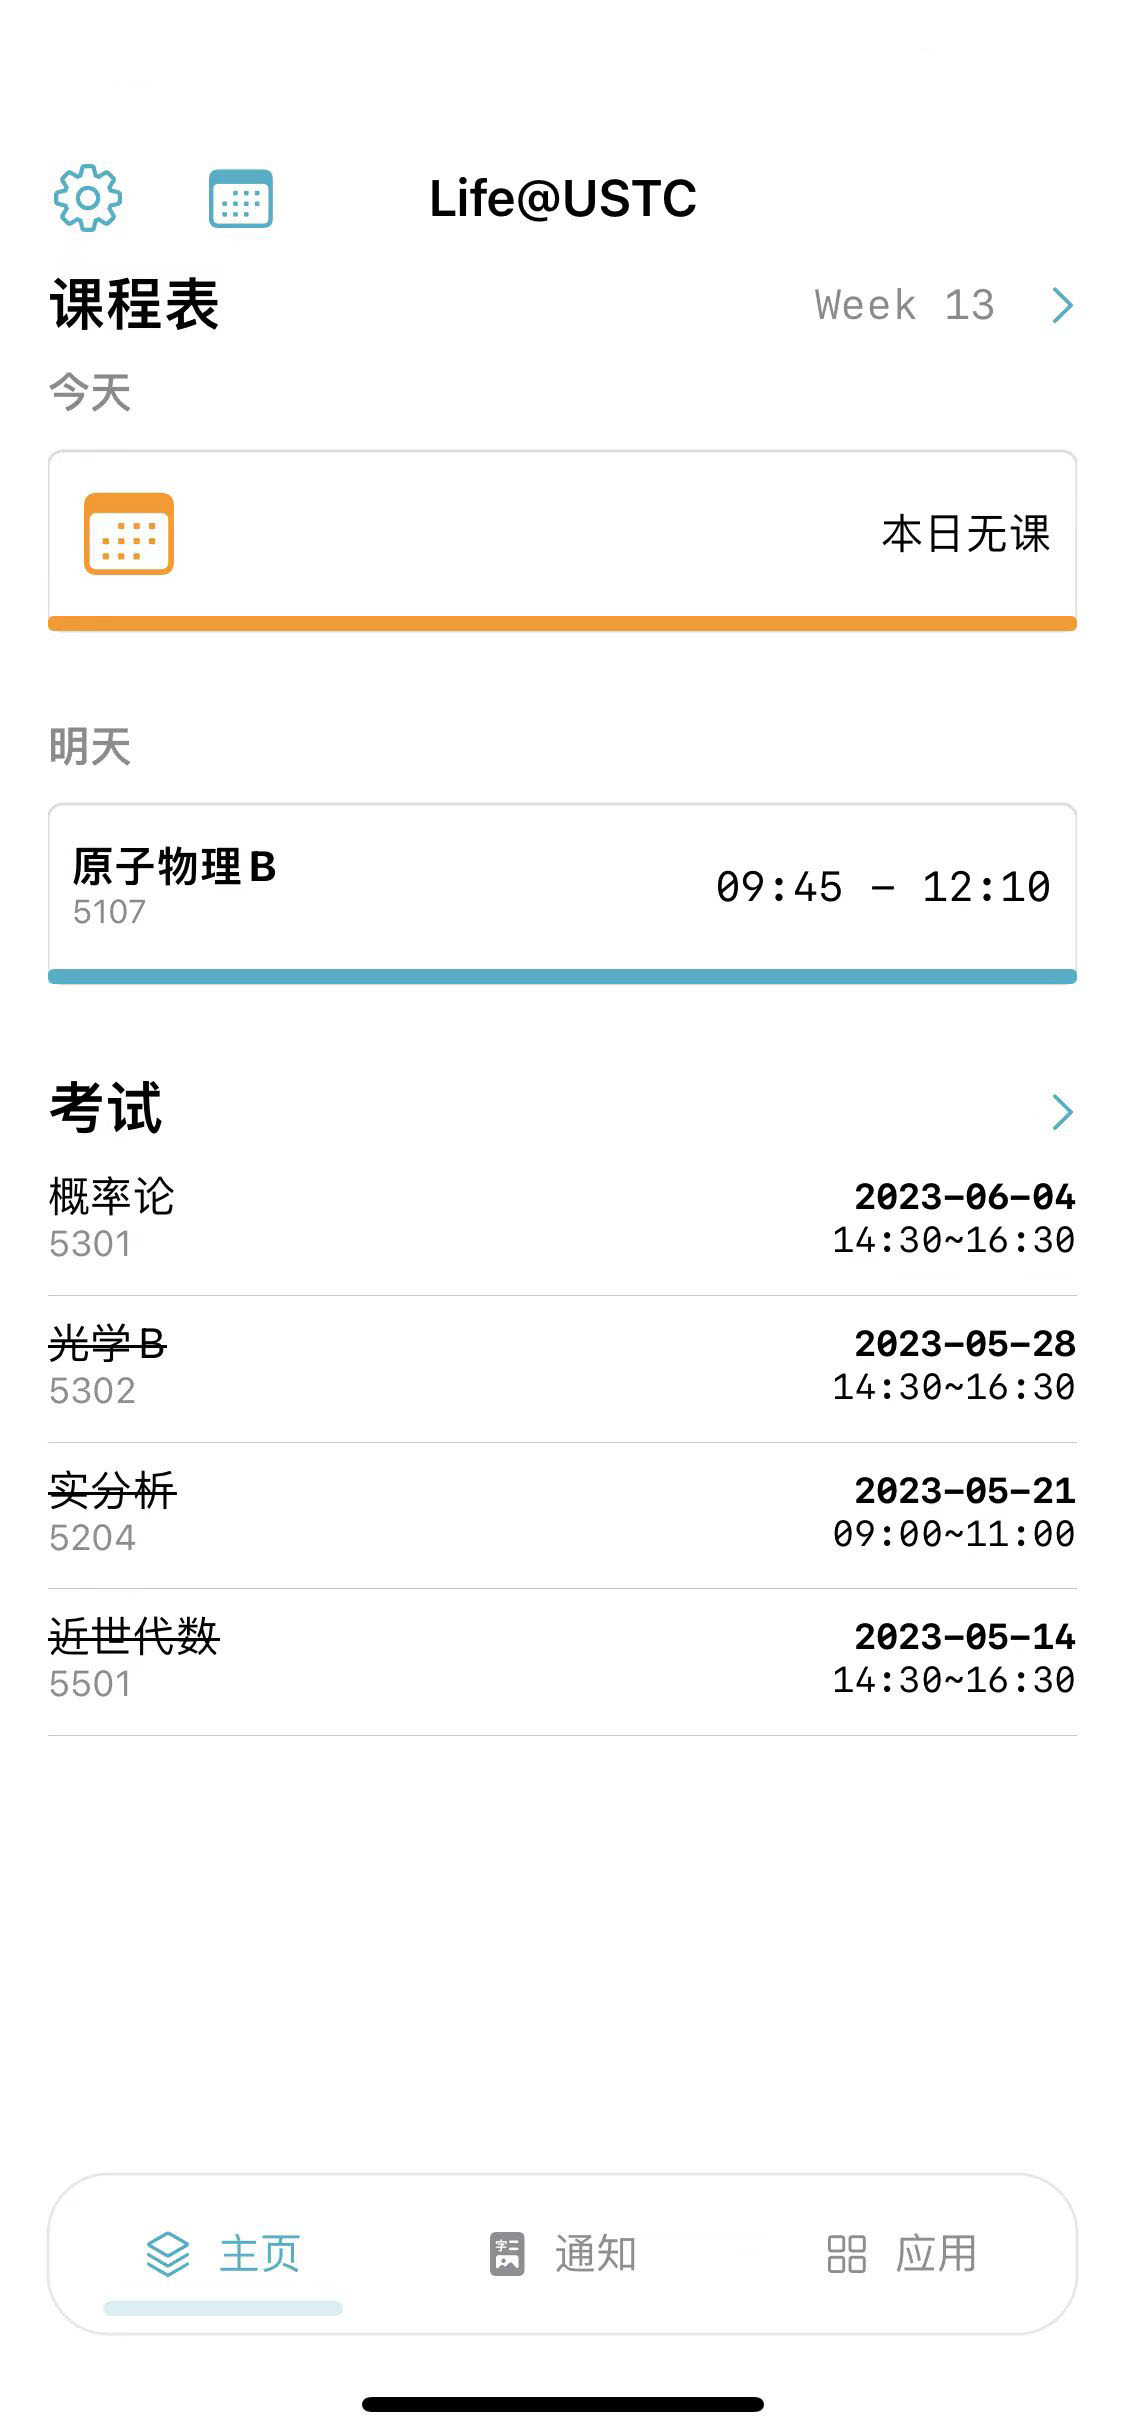 Life@USTC
课程表
Week 13
今天
本日无课
明天
原子物理B
5107
09:45 – 12:10
考试
概率论
5301
2023-06-04
14:30~16:30
光学B
5302
2023-05-28
14:30~16:30
实分析
5204
2023-05-21
09:00~11:00
近世代数
5501
2023-05-14
14:30~16:30
主页
通知
应用